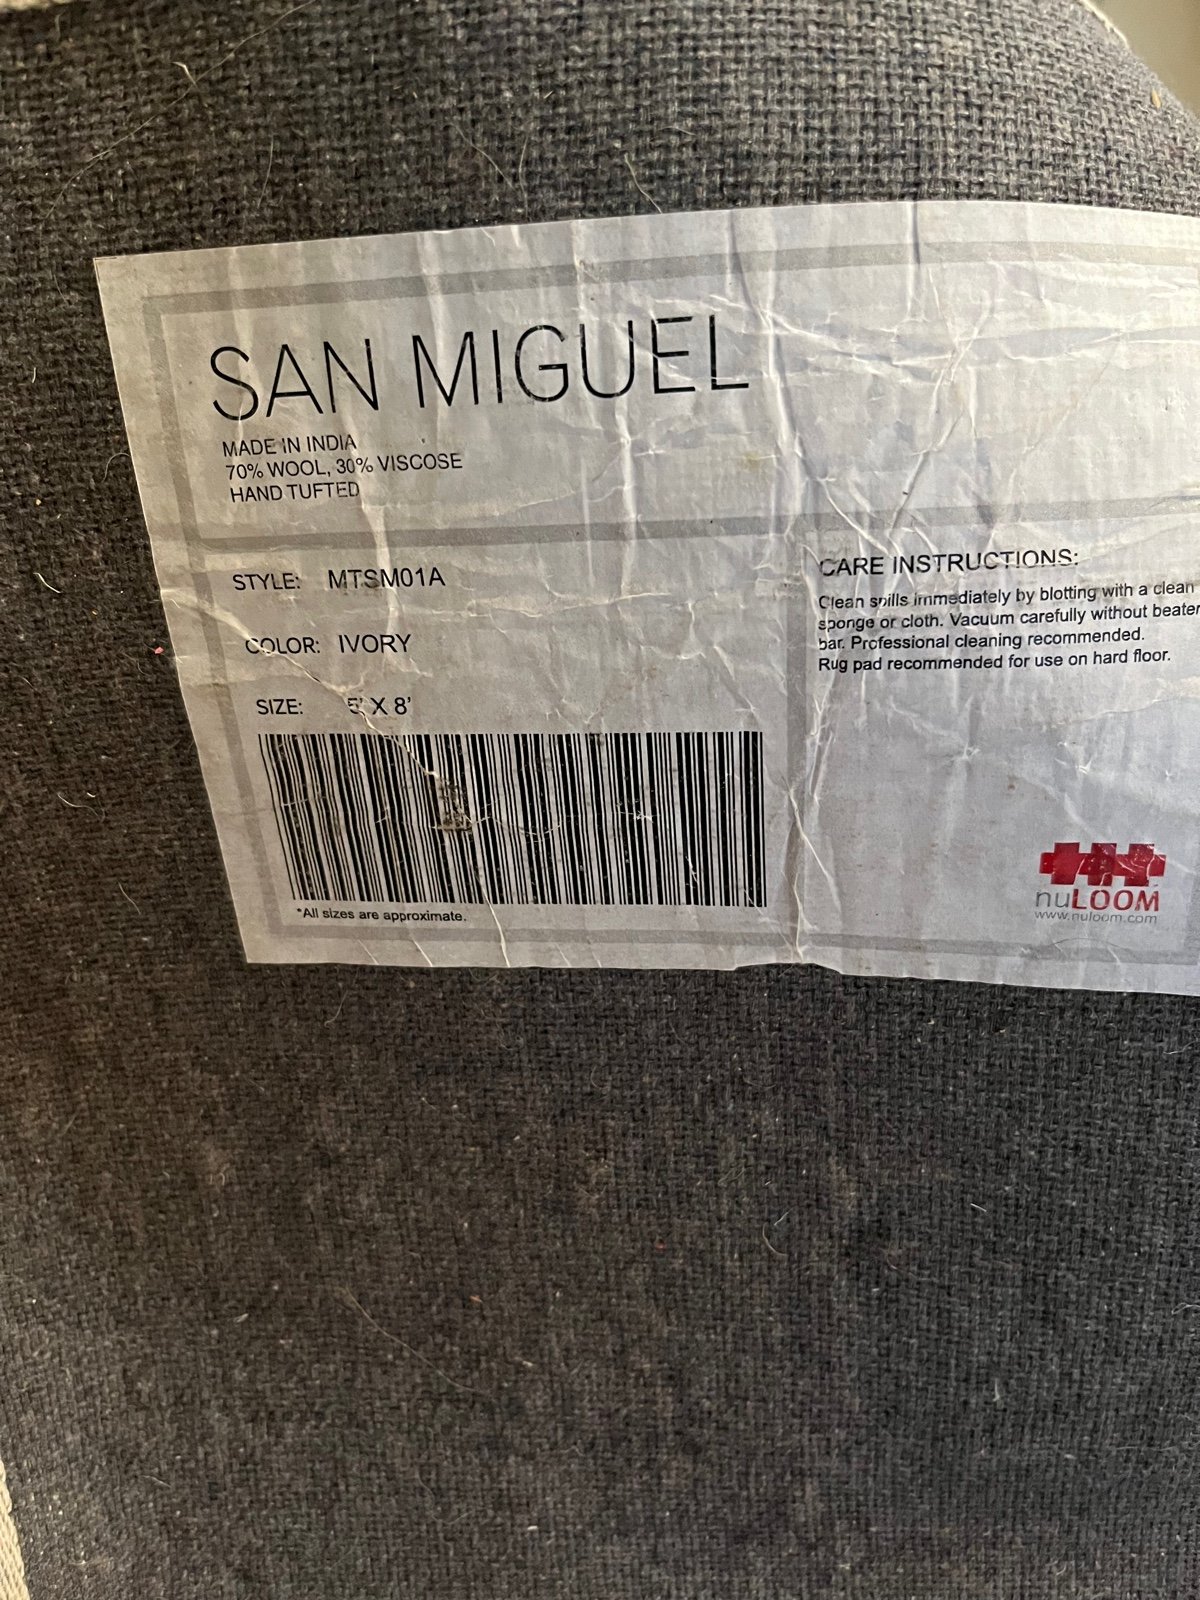 SAN MIGUEL
MADE IN INDIA
70% WOOL, 30% VISCOSE
HAND TUFTED
STYLE: MTSM01A
COLOR: IVORY
SIZE: 5' X 8'
*All sizes are approximate.
CARE INSTRUCTIONS:
Clean spills immediately by blotting with a clean
sponge or cloth. Vacuum carefully without beater
bar. Professional cleaning recommended.
Rug pad recommended for use on hard floor.
nuLOOM
www.nuloom.com